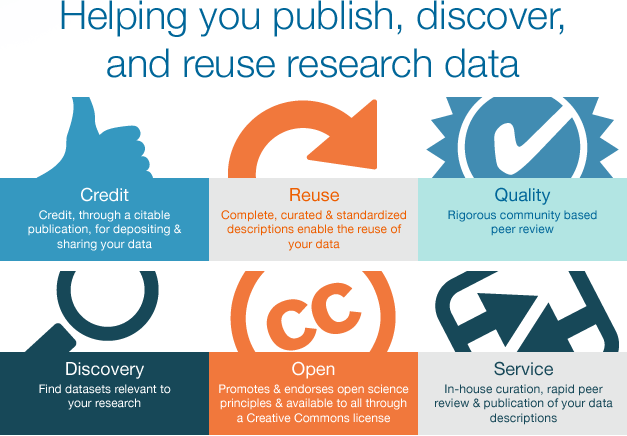 Helping you publish, discover,
and reuse research data
Credit
Credit, through a citable
publication, for depositing &
sharing your data
Reuse
Complete, curated & standardized
descriptions enable the reuse of
your data
Quality
Rigorous community based
peer review
CC
Discovery
Find datasets relevant to
your research
Open
Promotes & endorses open science
principles & available to all through
a Creative Commons license
Service
In-house curation, rapid peer
review & publication of your data
descriptions